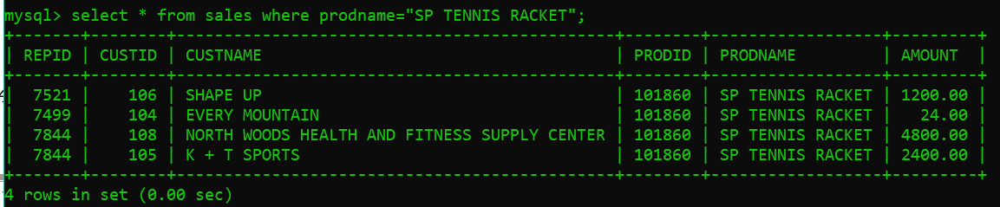 mysql> select * from sales where prodname="SP TENNIS RACKET";
+-------+--------+-----------------------------------------------+--------+------------------+---------+
| REPID | CUSTID | CUSTNAME                                   | PRODID | PRODNAME         | AMOUNT  |
+-------+--------+-----------------------------------------------+--------+------------------+---------+
|  7521 |    106 | SHAPE UP                                   | 101860 | SP TENNIS RACKET | 1200.00 |
|  7499 |    104 | EVERY MOUNTAIN                             | 101860 | SP TENNIS RACKET |   24.00 |
|  7844 |    108 | NORTH WOODS HEALTH AND FITNESS SUPPLY CENTER | 101860 | SP TENNIS RACKET | 4800.00 |
|  7844 |    105 | K + T SPORTS                               | 101860 | SP TENNIS RACKET | 2400.00 |
+-------+--------+-----------------------------------------------+--------+------------------+---------+
4 rows in set (0.00 sec)